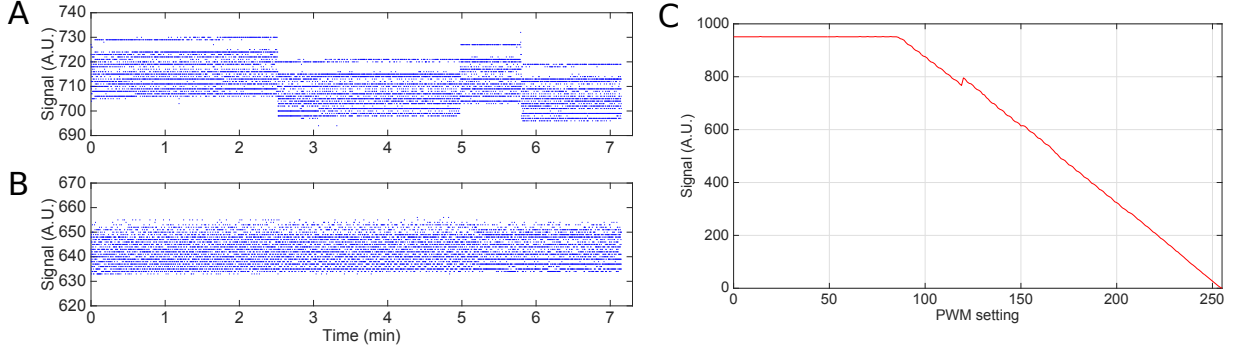 A
740
730
720
710
700
690
Signal (A.U.)
0 1 2 3 4 5 6 7
B
670
660
650
640
630
620
Signal (A.U.)
0 1 2 3 4 5 6 7
Time (min)
C
1000
800
600
400
200
0
Signal (A.U.)
0 50 100 150 200 250
PWM setting